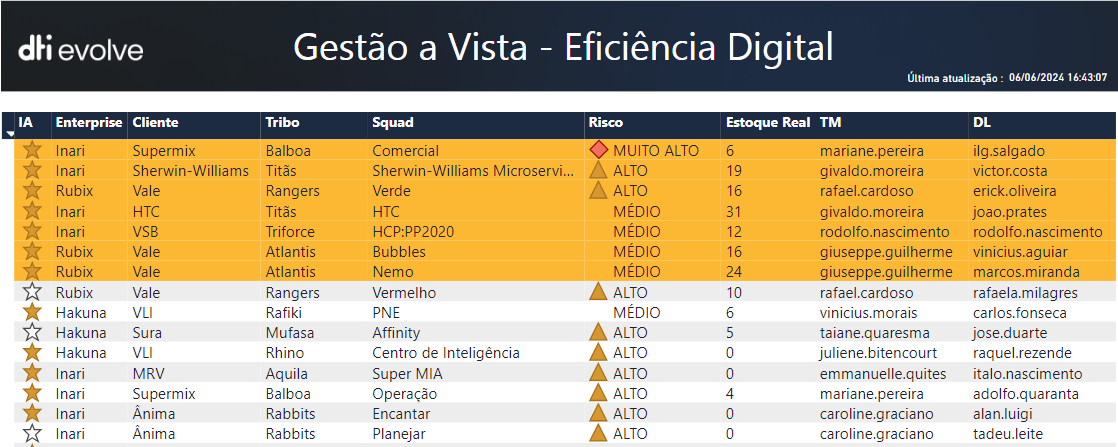 dti evolve
Gestão a Vista - Eficiência Digital
Última atualização : 06/06/2024 16:43:07
IA Enterprise Cliente Tribo Squad Risco Estoque Real TM DL
Inari Supermix Balboa Comercial MUITO ALTO 6 mariane.pereira ilg.salgado
Inari Sherwin-Williams Titãs Sherwin-Williams Microservi... ALTO 19 givaldo.moreira victor.costa
Rubix Vale Rangers Verde ALTO 16 rafael.cardoso erick.oliveira
Inari HTC Titãs HTC MÉDIO 31 givaldo.moreira joao.prates
Inari VSB Triforce HCP:PP2020 MÉDIO 12 rodolfo.nascimento rodolfo.nascimento
Rubix Vale Atlantis Bubbles MÉDIO 16 giuseppe.guilherme vinicius.aguiar
Rubix Vale Atlantis Nemo MÉDIO 24 giuseppe.guilherme marcos.miranda
Rubix Vale Rangers Vermelho ALTO 10 rafael.cardoso rafaela.milagres
Hakuna VLI Rafiki PNE MÉDIO 6 vinicius.morais carlos.fonseca
Hakuna Sura Mufasa Affinity ALTO 5 taiane.quaresma jose.duarte
Hakuna VLI Rhino Centro de Inteligência ALTO 0 juliene.bitencourt raquel.rezende
Inari MRV Aquila Super MIA ALTO 0 emmanuelle.quites italo.nascimento
Inari Supermix Balboa Operação ALTO 4 mariane.pereira adolfo.quaranta
Inari Ânima Rabbits Encantar ALTO 0 caroline.graciano alan.luigi
Inari Ânima Rabbits Planejar ALTO 0 caroline.graciano tadeu.leite